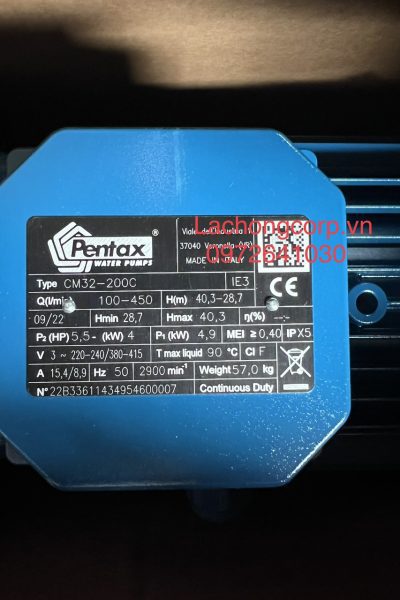 Pentax ®
WATER PUMPS
Viale dell'Industria 1
37040 Veronella (VR)
MADE IN ITALY
Lachongcorp.vn
0972841030
Type CM32-200C IE3
Q(l/min) 100-450 H(m) 40,3-28,7 CE
09/22 Hmin 28,7 Hmax 40,3 η(%) --
P₂(HP) 5,5- (kW) 4 P₁(kW) 4,9 MEI ≥ 0,40 IPX5
V 3 ~ 220-240/380-415 T max liquid 90 °C Cl F
A 15,4/8,9 Hz 50 2900 min⁻¹ Weight 57,0 kg
N° 22B33611434954600007 Continuous Duty